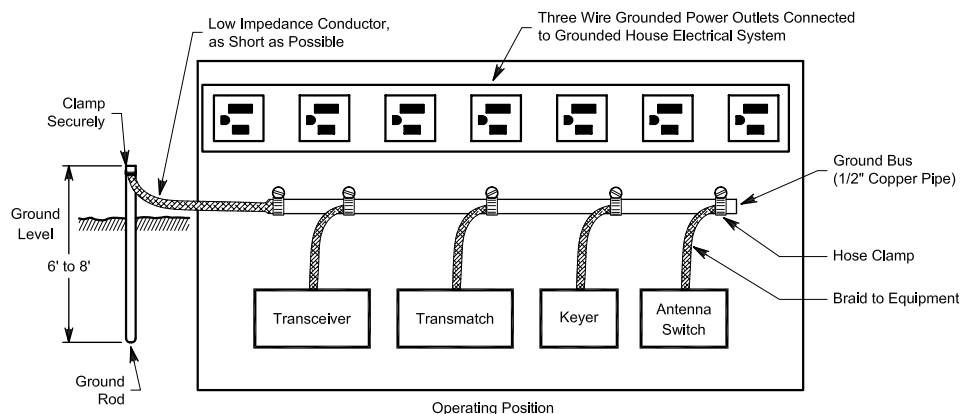 Low Impedance Conductor,
as Short as Possible
Three Wire Grounded Power Outlets Connected
to Grounded House Electrical System
Clamp
Securely
Ground Bus
(1/2" Copper Pipe)
Ground
Level
6' to 8'
Hose Clamp
Braid to Equipment
Transceiver
Transmatch
Keyer
Antenna
Switch
Ground
Rod
Operating Position